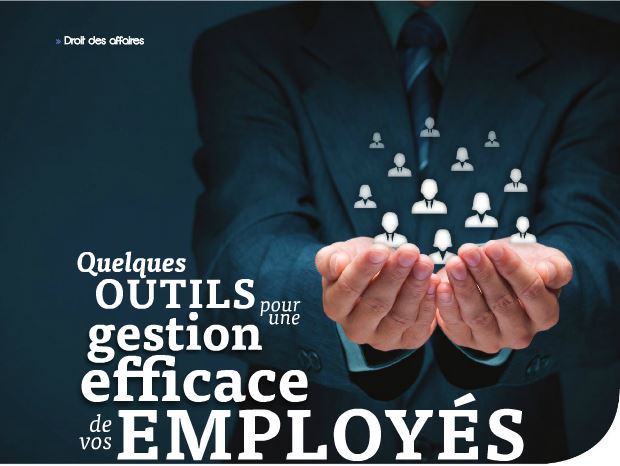 » Droit des affaires
Quelques
OUTILS pour une
gestion
efficace
de vos EMPLOYÉS